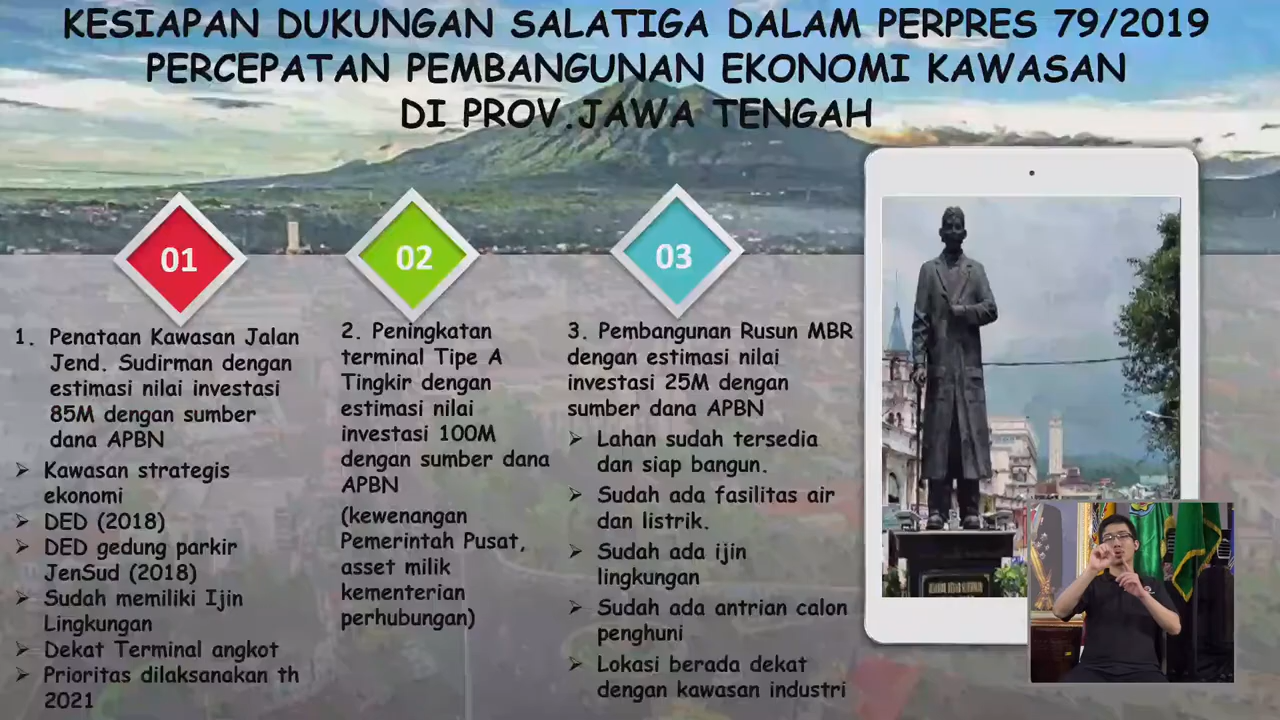 KESIAPAN DUKUNGAN SALATIGA DALAM PERPRES 79/2019
PERCEPATAN PEMBANGUNAN EKONOMI KAWASAN
DI PROV.JAWA TENGAH
01
1. Penataan Kawasan Jalan
Jend. Sudirman dengan
estimasi nilai investasi
85M dengan sumber
dana APBN
➢ Kawasan strategis
ekonomi
➢ DED (2018)
➢ DED gedung parkir
JenSud (2018)
➢ Sudah memiliki Ijin
Lingkungan
➢ Dekat Terminal angkot
➢ Prioritas dilaksanakan th
2021
02
2. Peningkatan
terminal Tipe A
Tingkir dengan
estimasi nilai
investasi 100M
dengan sumber dana
APBN
(kewenangan
Pemerintah Pusat,
asset milik
kementerian
perhubungan)
03
3. Pembangunan Rusun MBR
dengan estimasi nilai
investasi 25M dengan
sumber dana APBN
➢ Lahan sudah tersedia
dan siap bangun.
➢ Sudah ada fasilitas air
dan listrik.
➢ Sudah ada ijin
lingkungan
➢ Sudah ada antrian calon
penghuni
➢ Lokasi berada dekat
dengan kawasan industri